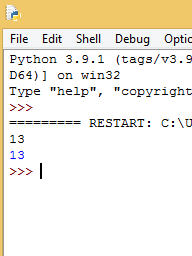 File Edit Shell Debug Optio
Python 3.9.1 (tags/v3.9
D64)] on win32
Type "help", "copyright
>>>
========= RESTART: C:\U
13
13
>>>